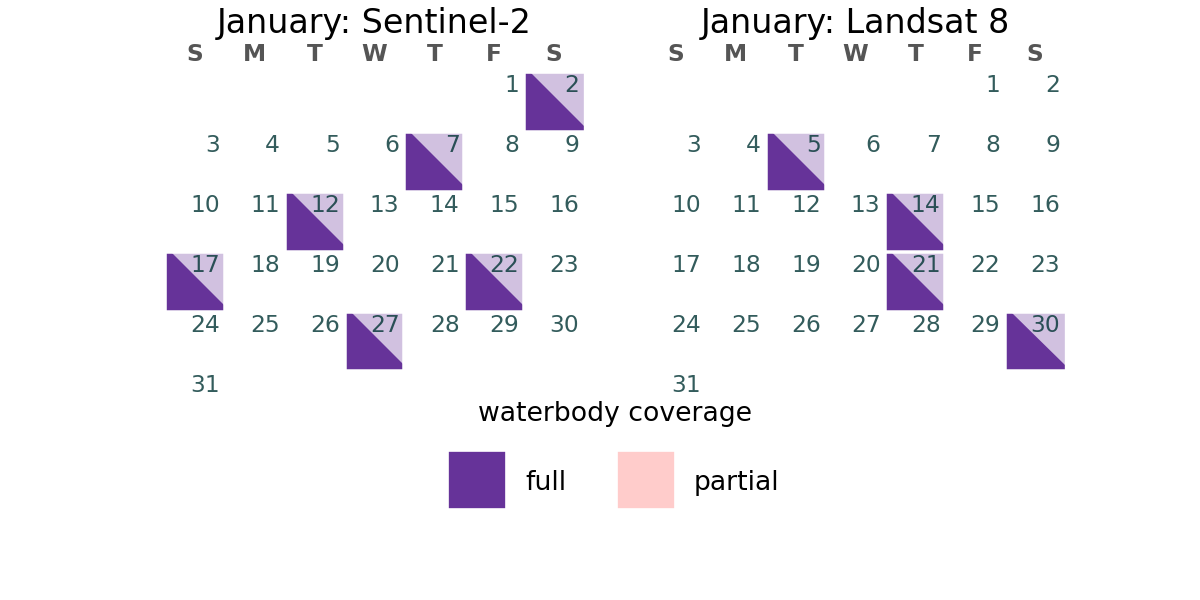 January: Sentinel-2
S M T W T F S
1 2
3 4 5 6 7 8 9
10 11 12 13 14 15 16
17 18 19 20 21 22 23
24 25 26 27 28 29 30
31
January: Landsat 8
S M T W T F S
1 2
3 4 5 6 7 8 9
10 11 12 13 14 15 16
17 18 19 20 21 22 23
24 25 26 27 28 29 30
31
waterbody coverage
full partial